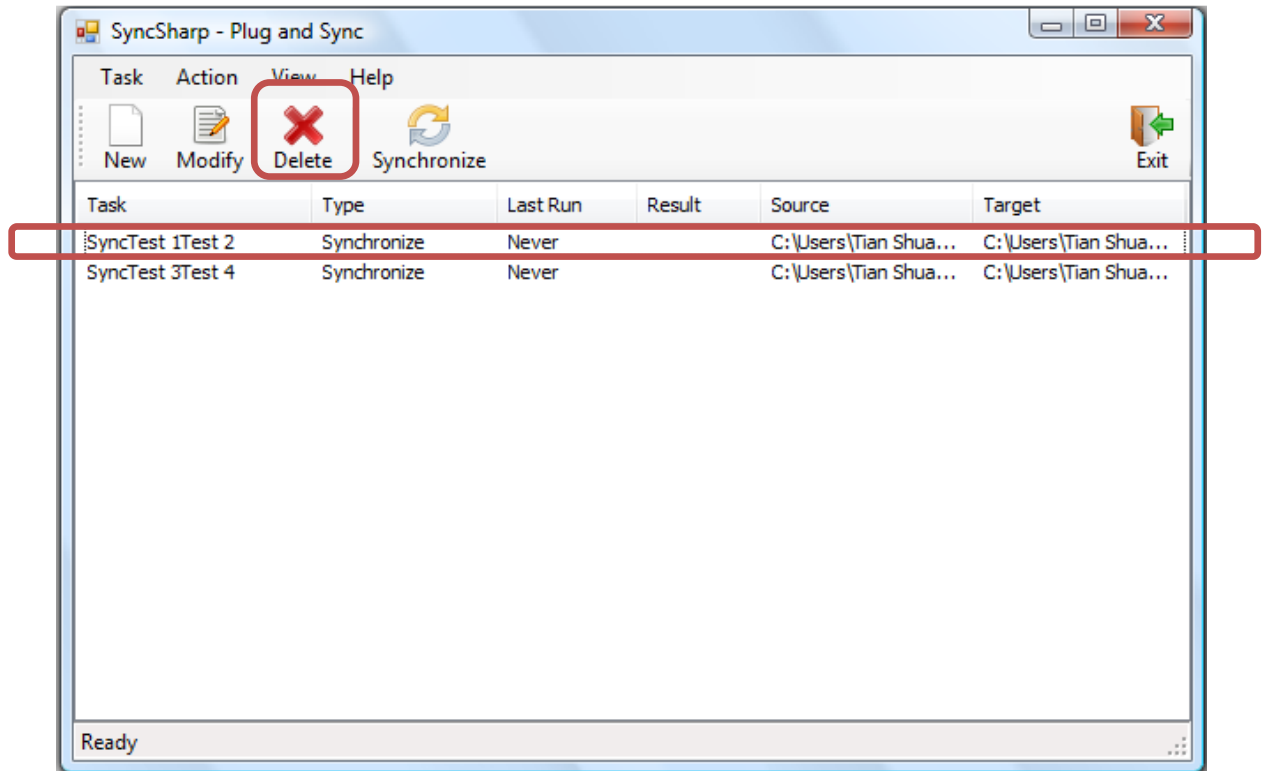 SyncSharp - Plug and Sync
Task Action View Help
New Modify Delete Synchronize Exit
Task Type Last Run Result Source Target
SyncTest 1Test 2 Synchronize Never C:\Users\Tian Shua... C:\Users\Tian Shua...
SyncTest 3Test 4 Synchronize Never C:\Users\Tian Shua... C:\Users\Tian Shua...
Ready